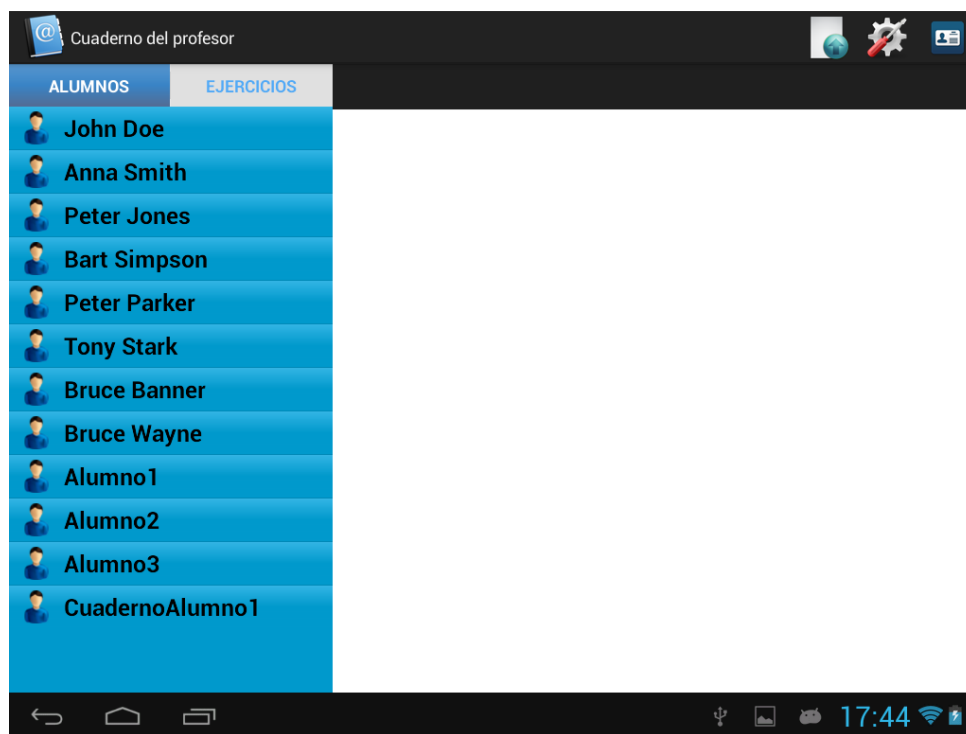 Cuaderno del profesor
ALUMNOS EJERCICIOS
John Doe
Anna Smith
Peter Jones
Bart Simpson
Peter Parker
Tony Stark
Bruce Banner
Bruce Wayne
Alumno1
Alumno2
Alumno3
CuadernoAlumno1
17:44